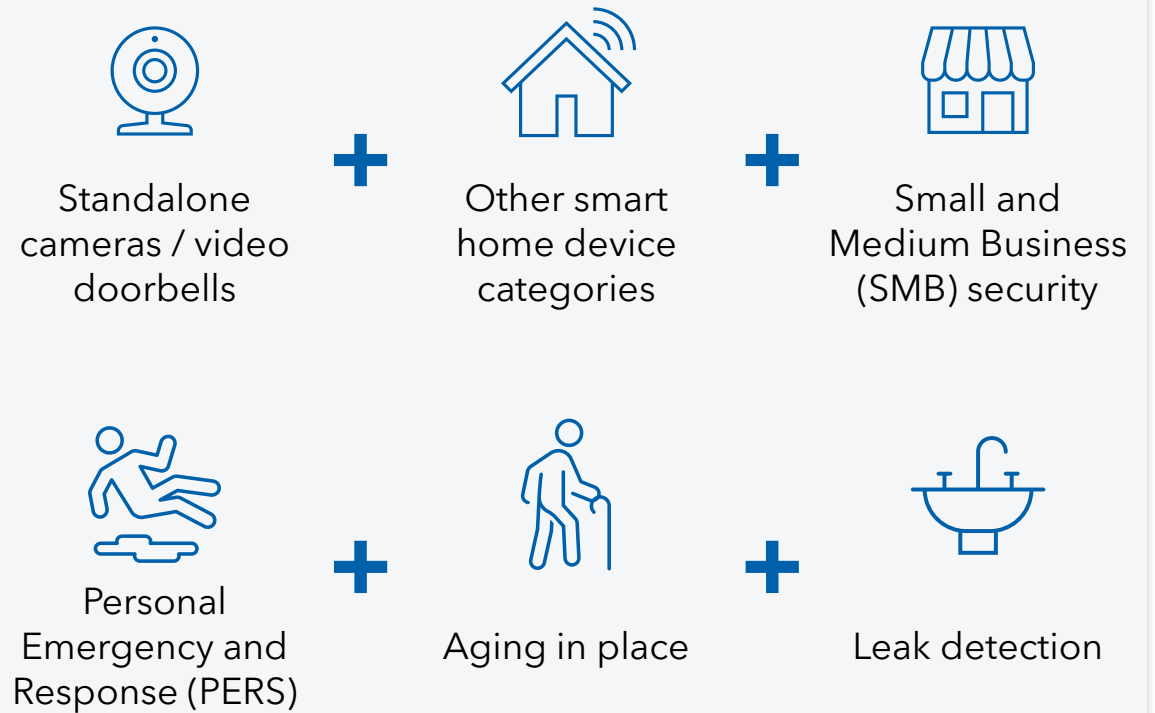 Standalone
cameras / video
doorbells
Other smart
home device
categories
Small and
Medium Business
(SMB) security
Personal
Emergency and
Response (PERS)
Aging in place
Leak detection